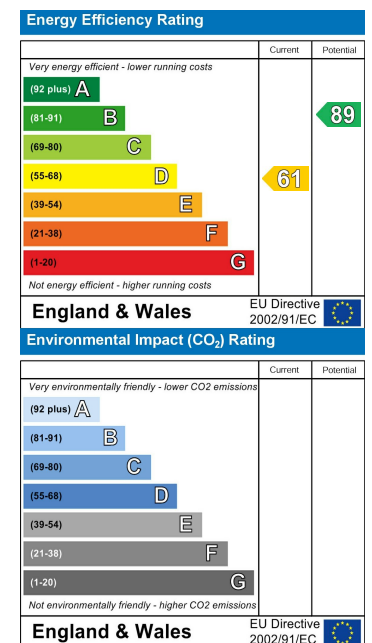 Energy Efficiency Rating
Current Potential
Very energy efficient - lower running costs
(92 plus) A
(81-91) B
89
(69-80) C
(55-68) D
61
(39-54) E
(21-38) F
(1-20) G
Not energy efficient - higher running costs
England & Wales
EU Directive
2002/91/EC
Environmental Impact (CO₂) Rating
Current Potential
Very environmentally friendly - lower CO2 emissions
(92 plus) A
(81-91) B
(69-80) C
(55-68) D
(39-54) E
(21-38) F
(1-20) G
Not environmentally friendly - higher CO2 emissions
England & Wales
EU Directive
2002/91/EC